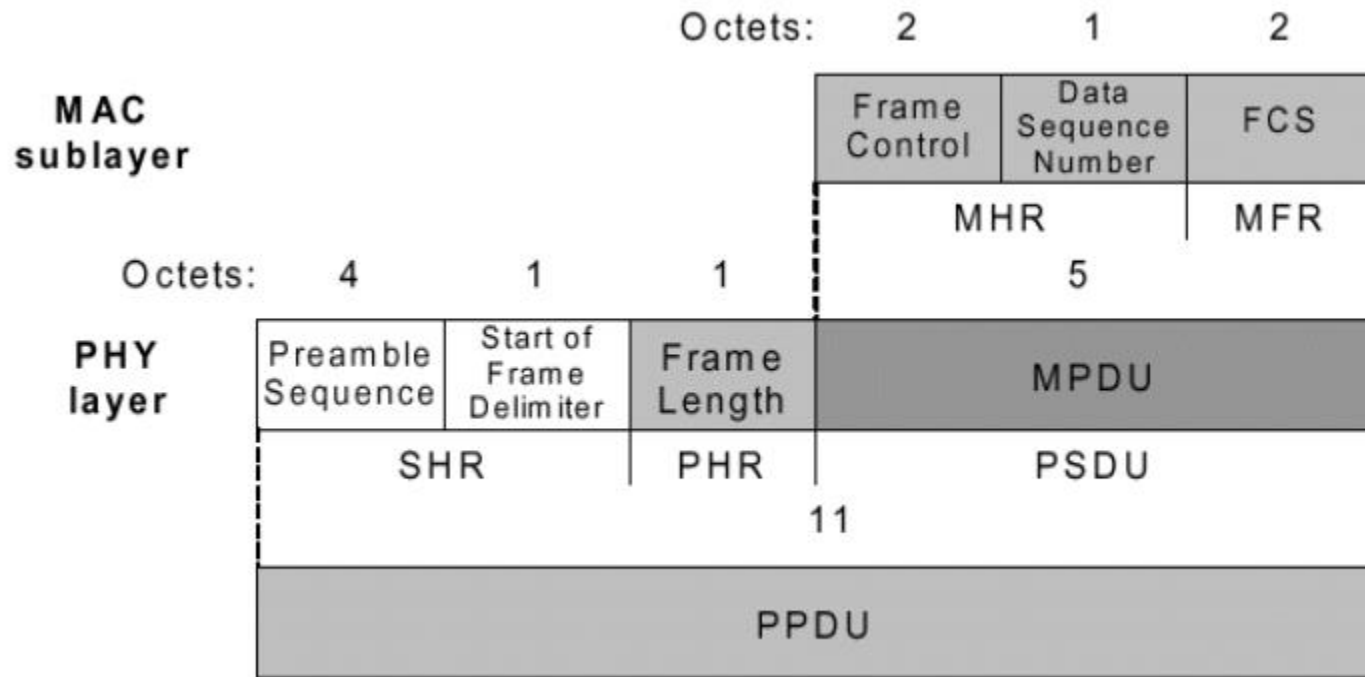 Octets: 2 1 2
MAC
sublayer
Frame
Control
Data
Sequence
Number
FCS
MHR MFR
Octets: 4 1 1 5
PHY
layer
Preamble
Sequence
Start of
Frame
Delimiter
Frame
Length
MPDU
SHR PHR PSDU
11
PPDU